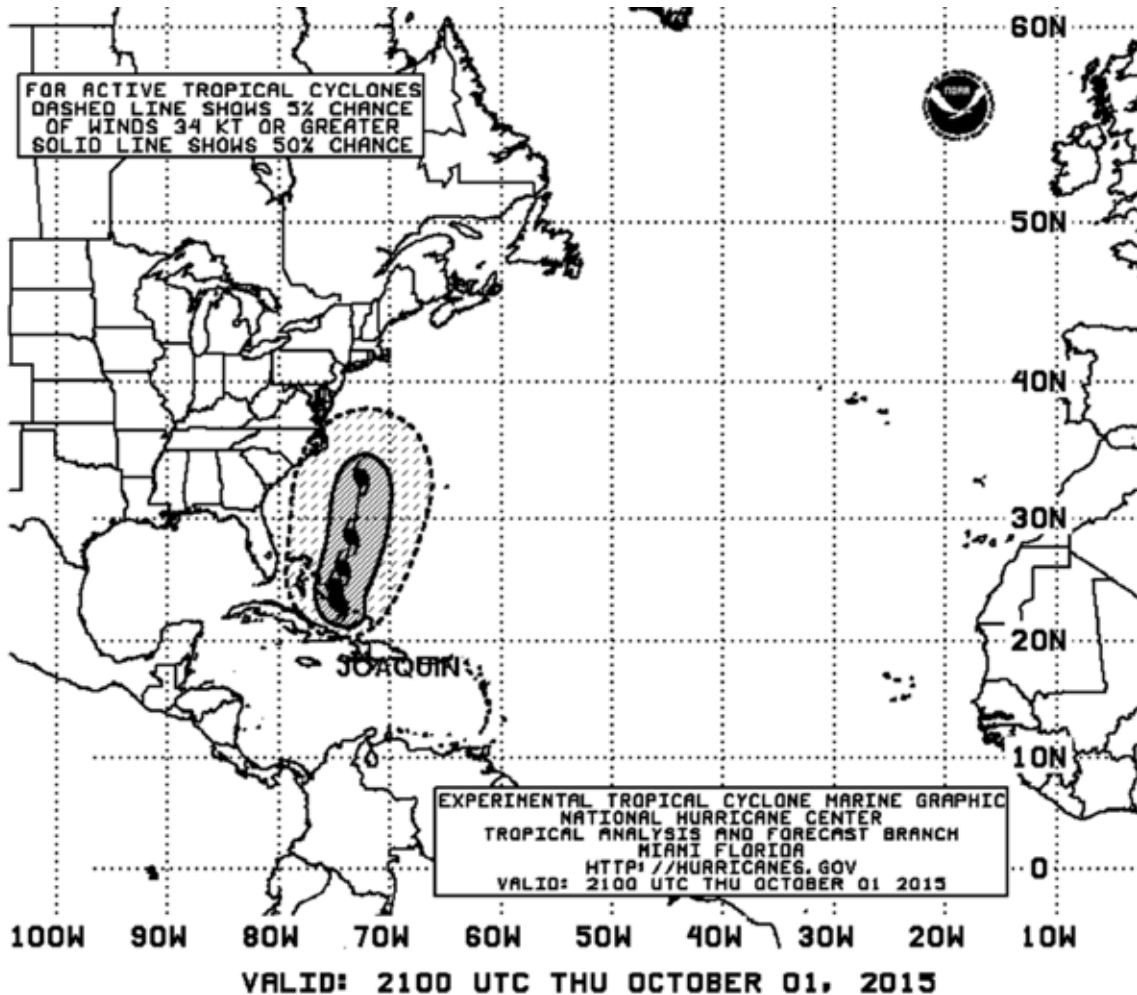 60N
FOR ACTIVE TROPICAL CYCLONES
DASHED LINE SHOWS 5% CHANCE
OF WINDS 34 KT OR GREATER
SOLID LINE SHOWS 50% CHANCE
NOAA
50N
40N
30N
20N
JOAQUIN
10N
EXPERIMENTAL TROPICAL CYCLONE MARINE GRAPHIC
NATIONAL HURRICANE CENTER
TROPICAL ANALYSIS AND FORECAST BRANCH
MIAMI FLORIDA
HTTP://HURRICANES.GOV
VALID: 2100 UTC THU OCTOBER 01 2015
0
100W 90W 80W 70W 60W 50W 40W 30W 20W 10W
VALID: 2100 UTC THU OCTOBER 01, 2015